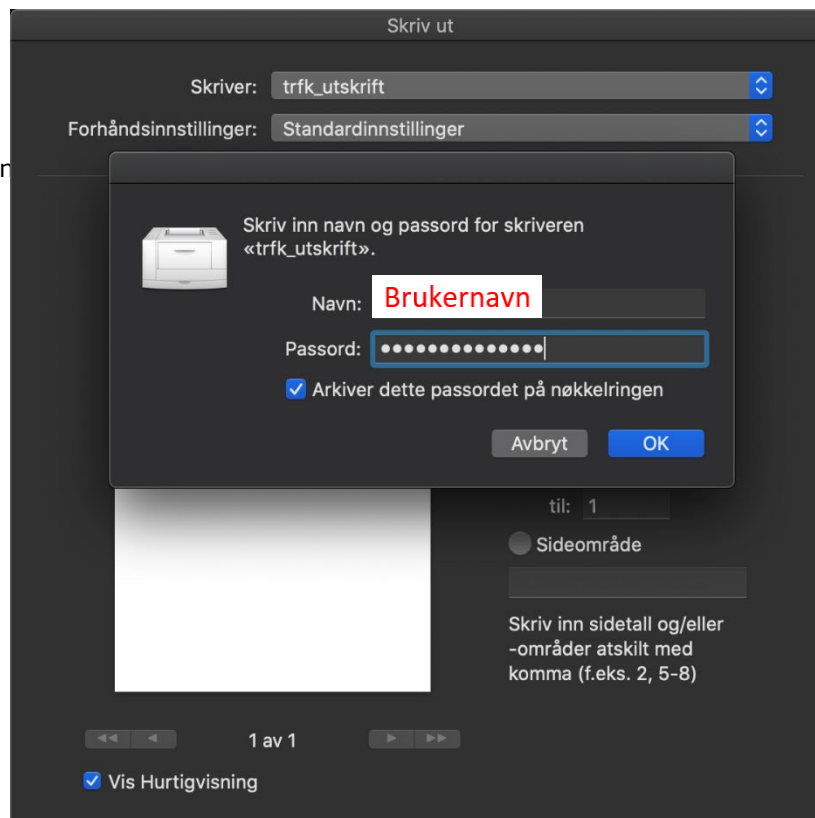 Skriv ut
Skriver: trfk_utskrift
Forhåndsinnstillinger: Standardinnstillinger
Skriv inn navn og passord for skriveren
«trfk_utskrift».
Navn: Brukernavn
Passord: ••••••••••••••
Arkiver dette passordet på nøkkelringen
Avbryt OK
til: 1
Sideområde
Skriv inn sidetall og/eller
-områder atskilt med
komma (f.eks. 2, 5-8)
1 av 1
Vis Hurtigvisning